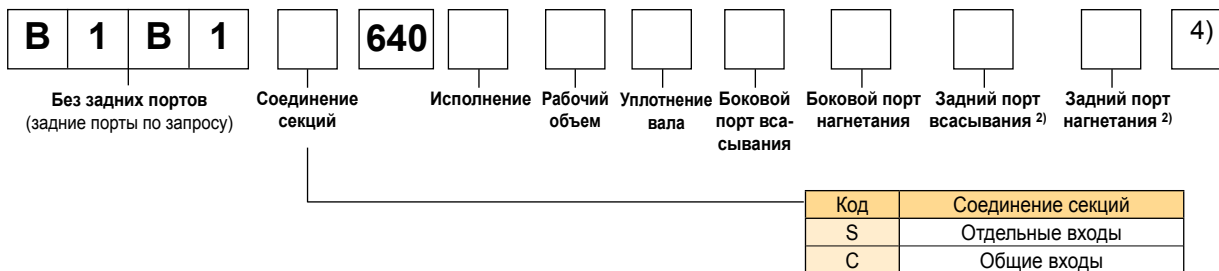 B 1 B 1 640 4)
Без задних портов
(задние порты по запросу)
Соединение
секций
Исполнение
Рабочий
объем
Уплотнение
вала
Боковой
порт вса-
сывания
Боковой порт
нагнетания
Задний порт
всасывания 2)
Задний порт
нагнетания 2)
Код Соединение секций
S Отдельные входы
C Общие входы